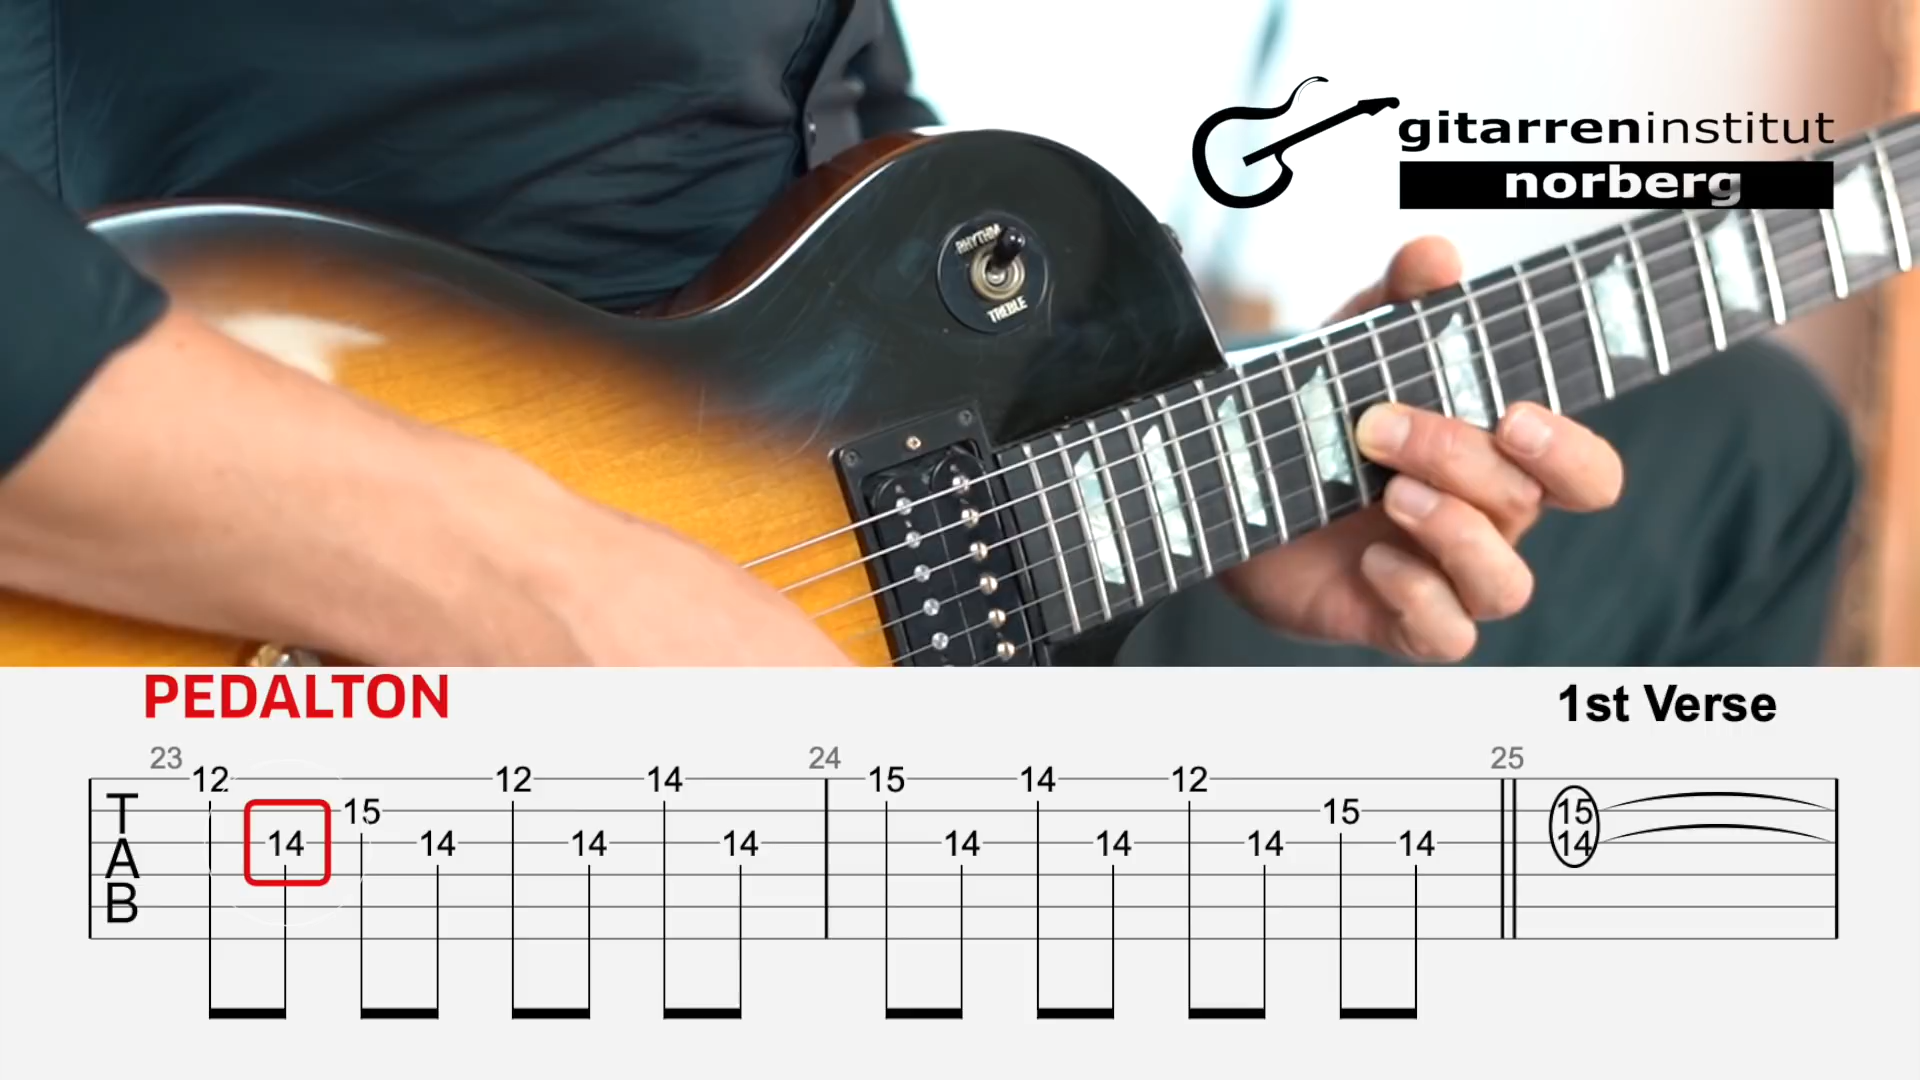 gitarreninstitut
norberg
RHYTHM
TREBLE
PEDALTON
1st Verse
23 24 25
12 12 14 15 14 12
T 15 15 15
A 14 14 14 14 14 14 14 14 14
B